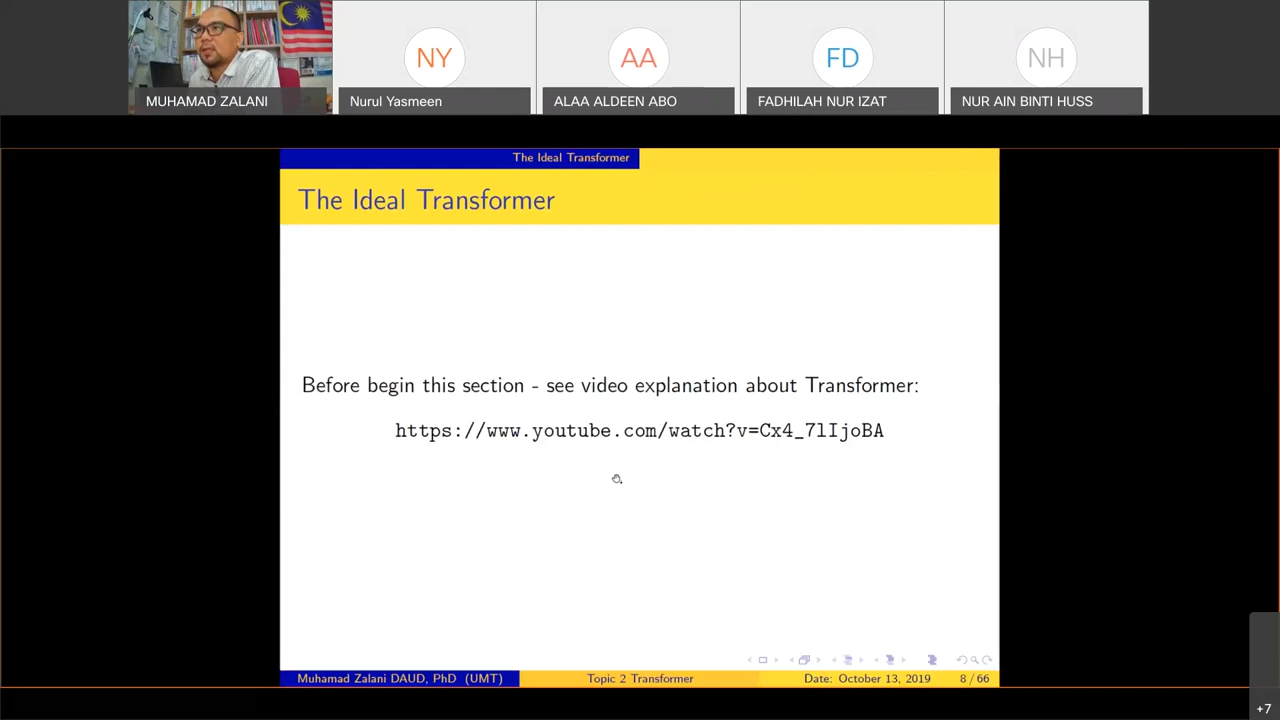 NY
AA
FD
NH
MUHAMAD ZALANI
Nurul Yasmeen
ALAA ALDEEN ABO
FADHILAH NUR IZAT
NUR AIN BINTI HUSS
The Ideal Transformer
The Ideal Transformer
Before begin this section - see video explanation about Transformer:
https://www.youtube.com/watch?v=Cx4_7lIjoBA
Muhamad Zalani DAUD, PhD (UMT)
Topic 2 Transformer
Date: October 13, 2019
8 / 66
+7